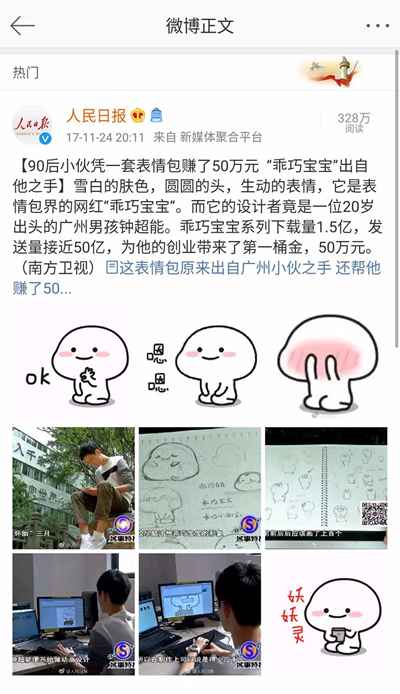 微博正文
热门
人民日报
328万
17-11-24 20:11 来自 新媒体聚合平台
阅读
【90后小伙凭一套表情包赚了50万元 “乖巧宝宝”出自
他之手】雪白的肤色，圆圆的头，生动的表情，它是表
情包界的网红“乖巧宝宝”。而它的设计者竟是一位20岁
出头的广州男孩钟超能。乖巧宝宝系列下载量1.5亿，发
送量接近50亿，为他的创业带来了第一桶金，50万元。
（南方卫视）这表情包原来出自广州小伙之手 还帮他
赚了50...
ok
嗯
嗯
妖
妖
灵